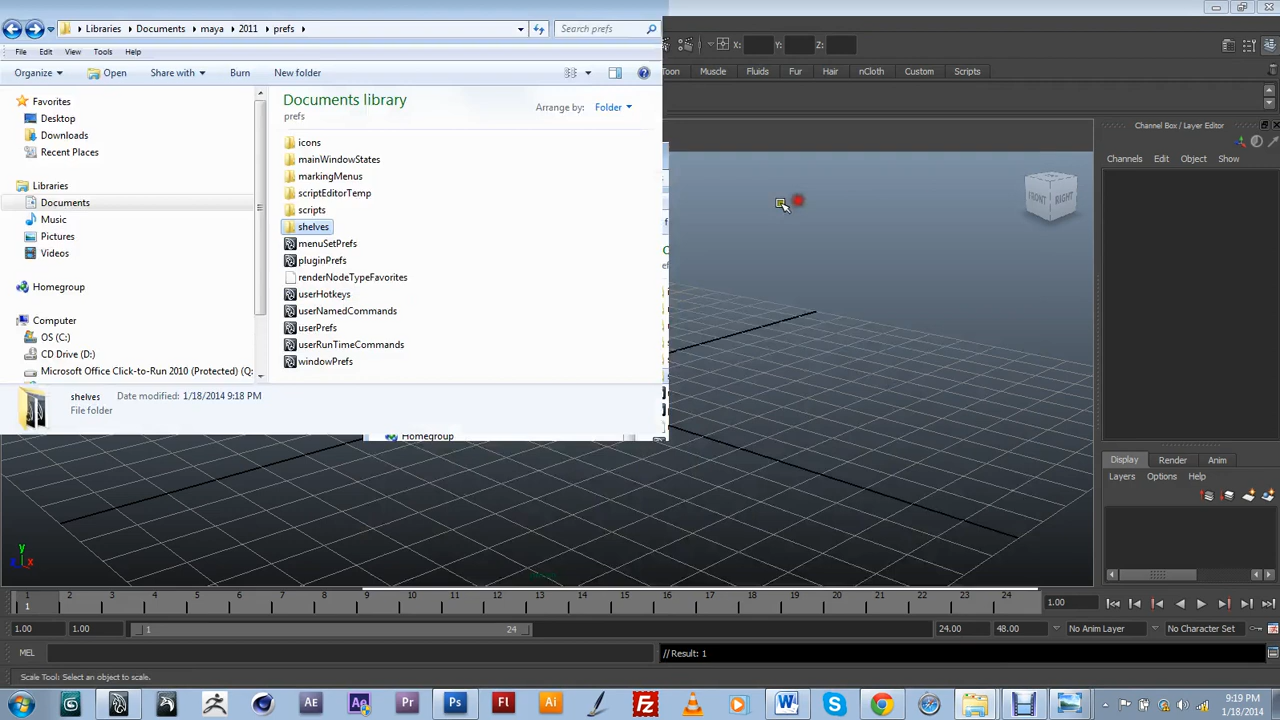 Libraries Documents maya 2011 prefs
Search prefs
File Edit View Tools Help
Organize Open Share with Burn New folder
X: Y: Z:
Toon Muscle Fluids Fur Hair nCloth Custom Scripts
Favorites
Desktop
Downloads
Recent Places
Libraries
Documents
Music
Pictures
Videos
Homegroup
Computer
OS (C:)
CD Drive (D:)
Microsoft Office Click-to-Run 2010 (Protected) (Q:
Documents library
prefs
Arrange by: Folder
icons
mainWindowStates
markingMenus
scriptEditorTemp
scripts
shelves
menuSetPrefs
pluginPrefs
renderNodeTypeFavorites
userHotkeys
userNamedCommands
userPrefs
userRunTimeCommands
windowPrefs
shelves Date modified: 1/18/2014 9:18 PM
File folder
Homegroup
FRONT RIGHT
Channel Box / Layer Editor
Channels Edit Object Show
Display Render Anim
Layers Options Help
y
x
1 2 3 4 5 6 7 8 9 10 11 12 13 14 15 16 17 18 19 20 21 22 23 24
1
1.00
1.00 1.00 1 24 24.00 48.00 No Anim Layer No Character Set
MEL // Result: 1
Scale Tool: Select an object to scale.
Ae Ag Pr Ps Fl Ai Fz W S
9:19 PM
1/18/2014